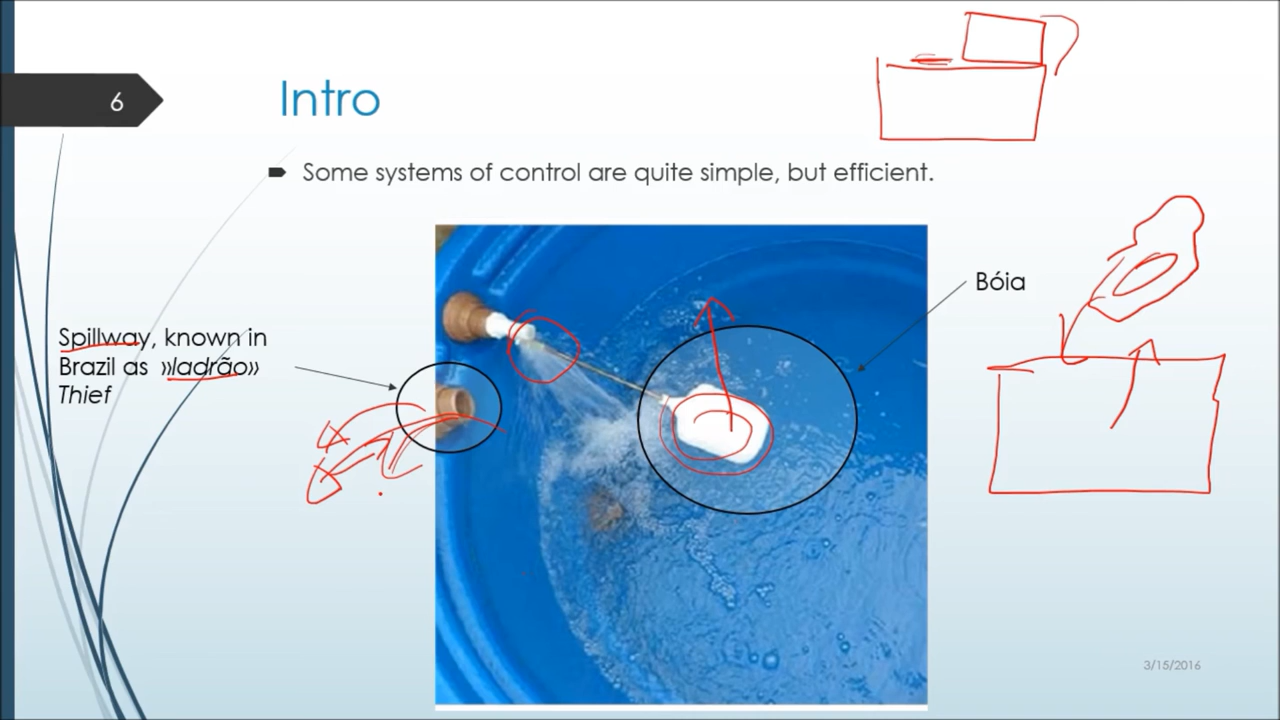 6
Intro
Some systems of control are quite simple, but efficient.
Bóia
Spillway, known in
Brazil as »ladrão»
Thief
3/15/2016